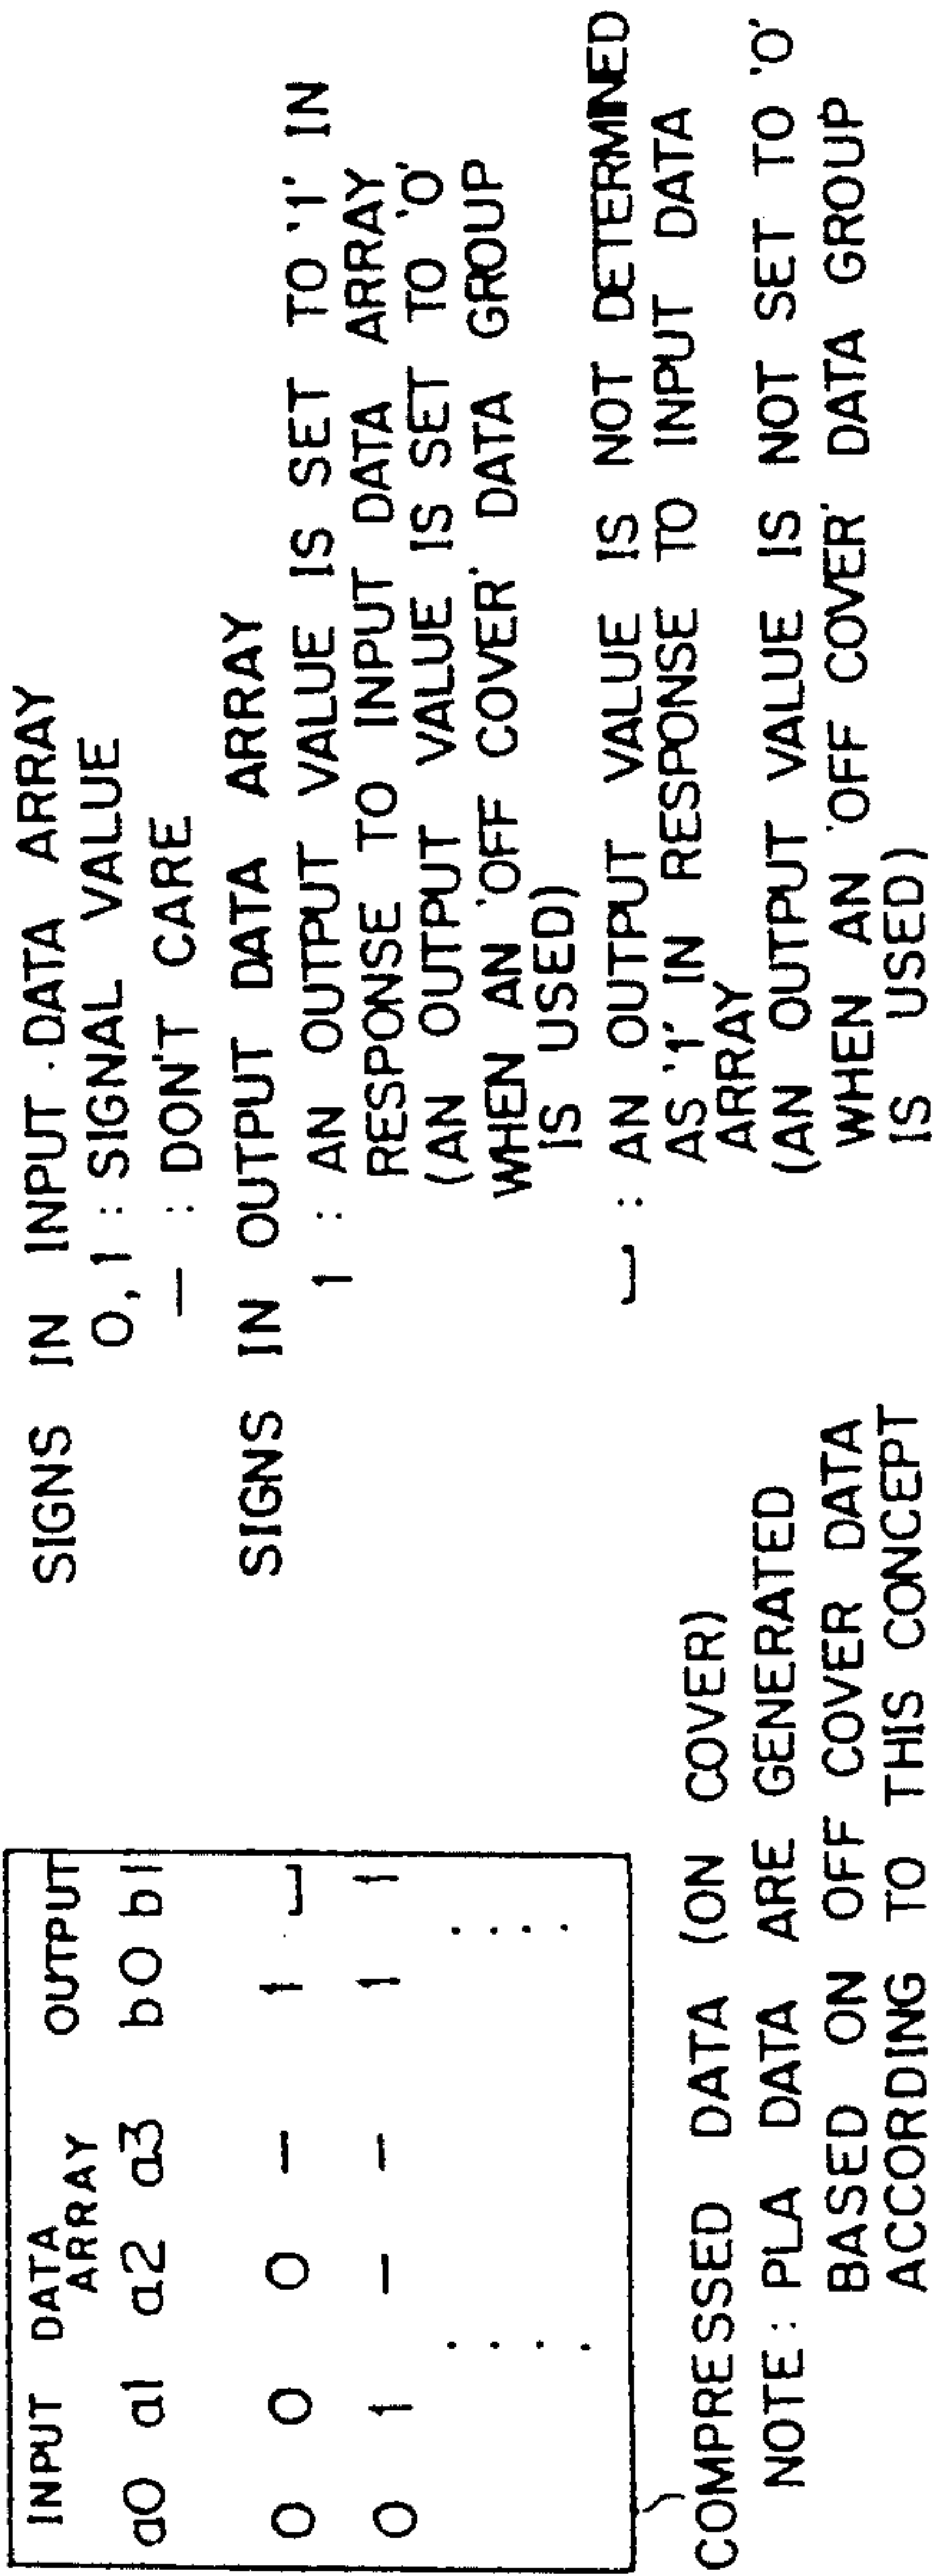 INPUT DATA ARRAY OUTPUT
a0 a1 a2 a3 b0 b1
0 0 0 – 1 ⎵
0 1 – – 1 1
COMPRESSED DATA (ON COVER)
NOTE : PLA DATA ARE GENERATED
BASED ON OFF COVER DATA
ACCORDING TO THIS CONCEPT
SIGNS IN INPUT DATA ARRAY
0, 1 : SIGNAL VALUE
– : DON'T CARE
SIGNS IN OUTPUT DATA ARRAY
1 : AN OUTPUT VALUE IS SET TO '1' IN
RESPONSE TO INPUT DATA ARRAY
(AN OUTPUT VALUE IS SET TO '0'
WHEN AN 'OFF COVER' DATA GROUP
IS USED)
⎵ : AN OUTPUT VALUE IS NOT DETERMINED
AS '1' IN RESPONSE TO INPUT DATA
ARRAY
(AN OUTPUT VALUE IS NOT SET TO '0'
WHEN AN 'OFF COVER' DATA GROUP
IS USED)